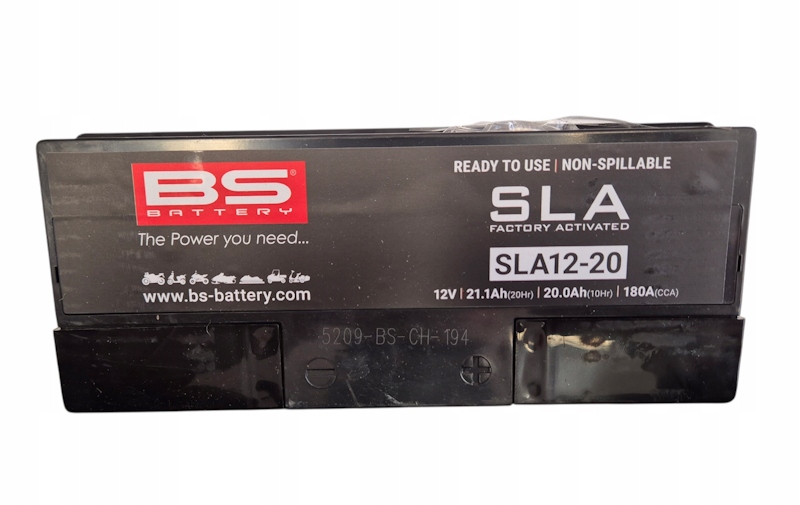 BS®
BATTERY
The Power you need...
www.bs-battery.com
READY TO USE | NON-SPILLABLE
SLA
FACTORY ACTIVATED
SLA12-20
12V | 21.1Ah(20Hr) | 20.0Ah(10Hr) | 180A(CCA)
5209-BS-CH-194